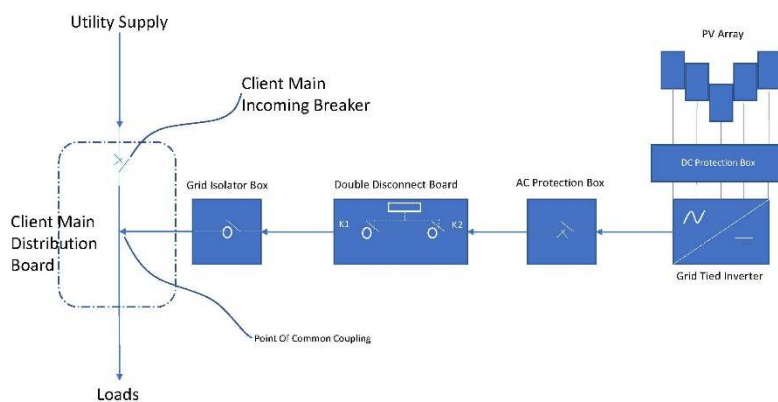 Utility Supply
PV Array
Client Main
Incoming Breaker
DC Protection Box
Grid Isolator Box
Double Disconnect Board
AC Protection Box
K1
K2
Client Main
Distribution
Board
Grid Tied Inverter
Point Of Common Coupling
Loads